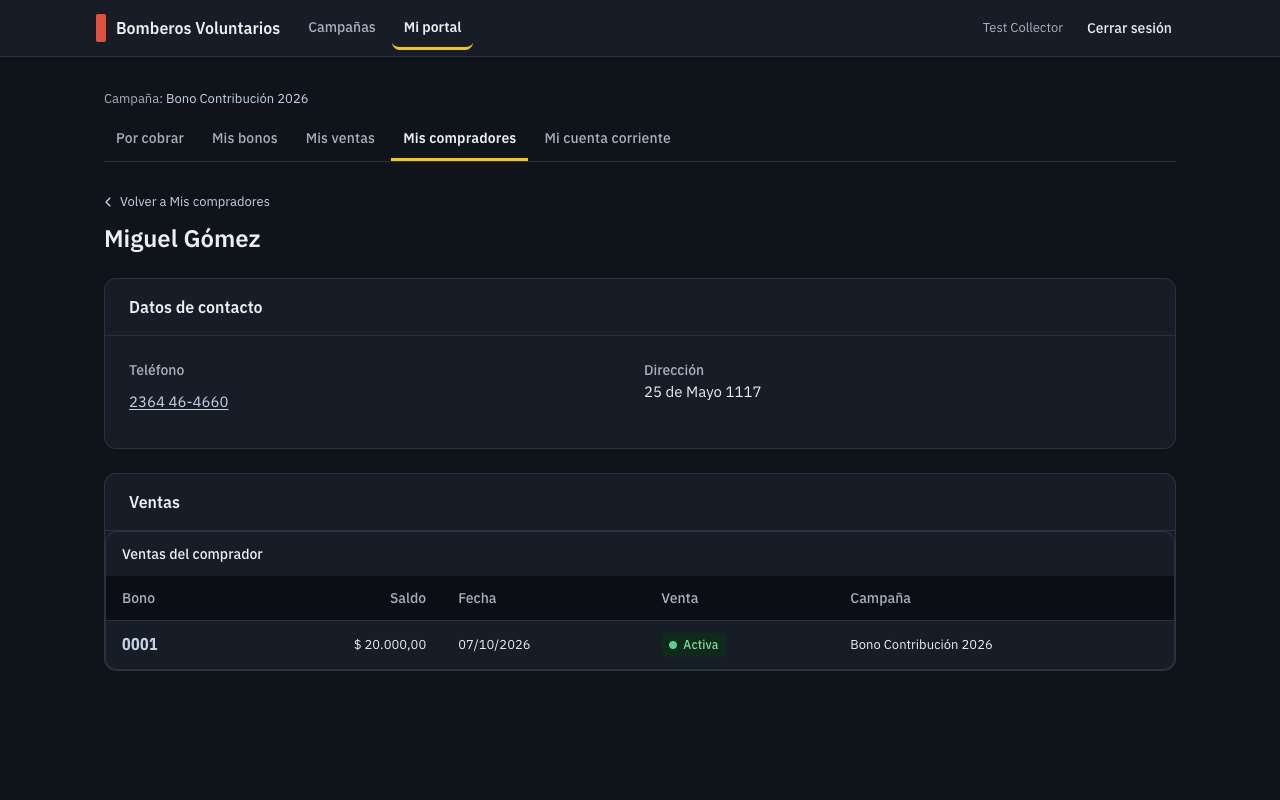 Bomberos Voluntarios Campañas Mi portal Test Collector Cerrar sesión
Campaña: Bono Contribución 2026
Por cobrar Mis bonos Mis ventas Mis compradores Mi cuenta corriente
Volver a Mis compradores
Miguel Gómez
Datos de contacto
Teléfono Dirección
2364 46-4660 25 de Mayo 1117
Ventas
Ventas del comprador
Bono Saldo Fecha Venta Campaña
0001 $ 20.000,00 07/10/2026 Activa Bono Contribución 2026